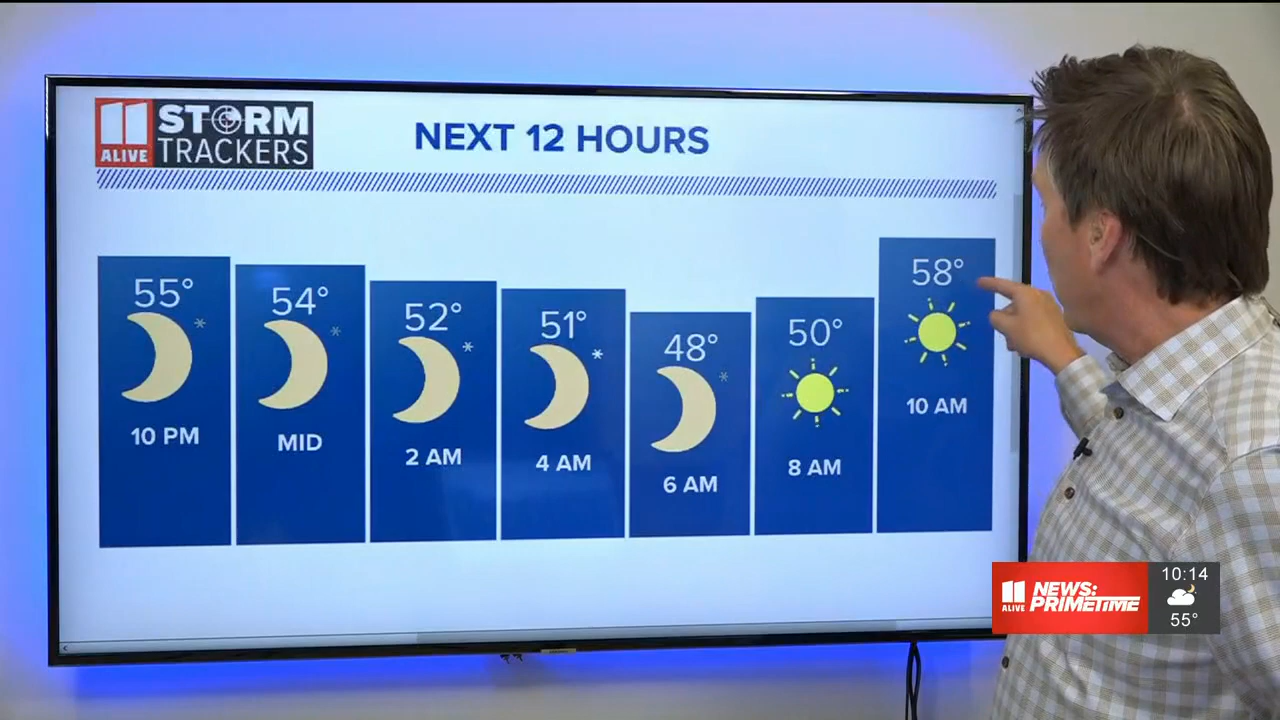 11
ALIVE
STORM
TRACKERS
NEXT 12 HOURS
55°
10 PM
54°
MID
52°
2 AM
51°
4 AM
48°
6 AM
50°
8 AM
58°
10 AM
11
ALIVE
NEWS:
PRIMETIME
10:14
55°